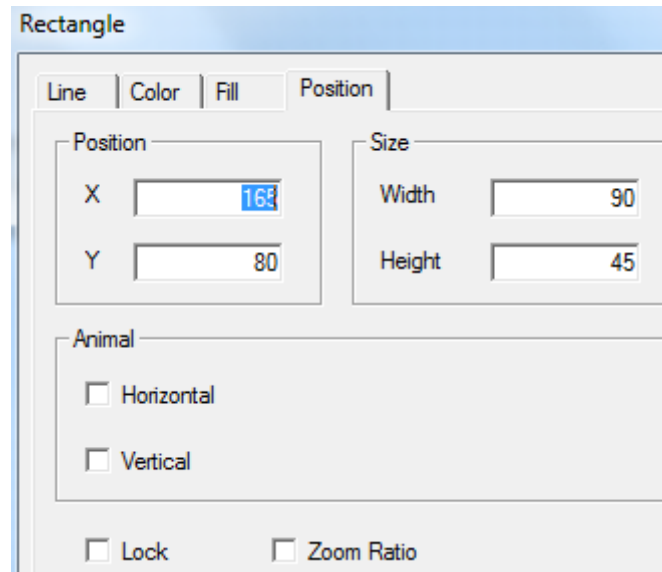 Rectangle
Line Color Fill Position
Position Size
X 165 Width 90
Y 80 Height 45
Animal
Horizontal
Vertical
Lock Zoom Ratio